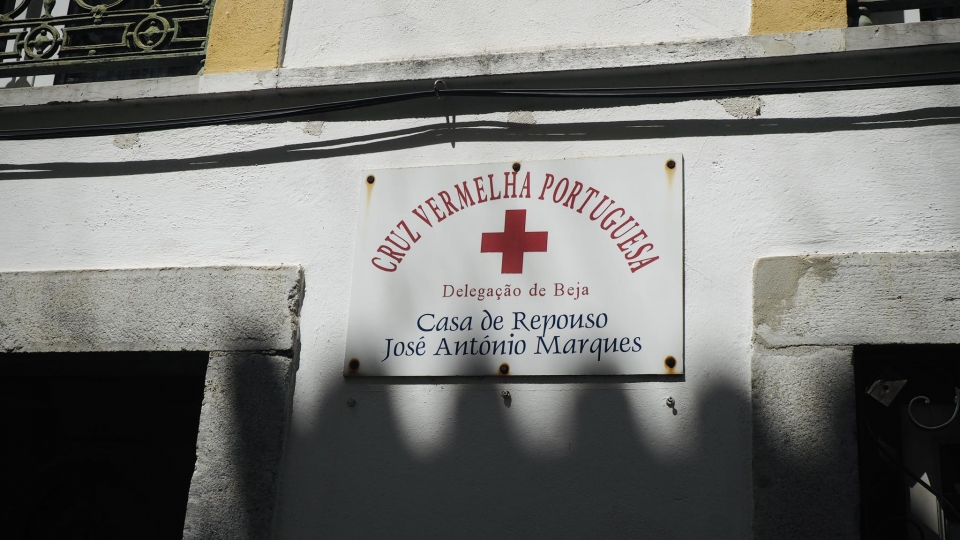 CRUZ VERMELHA PORTUGUESA
Delegação de Beja
Casa de Repouso
José António Marques